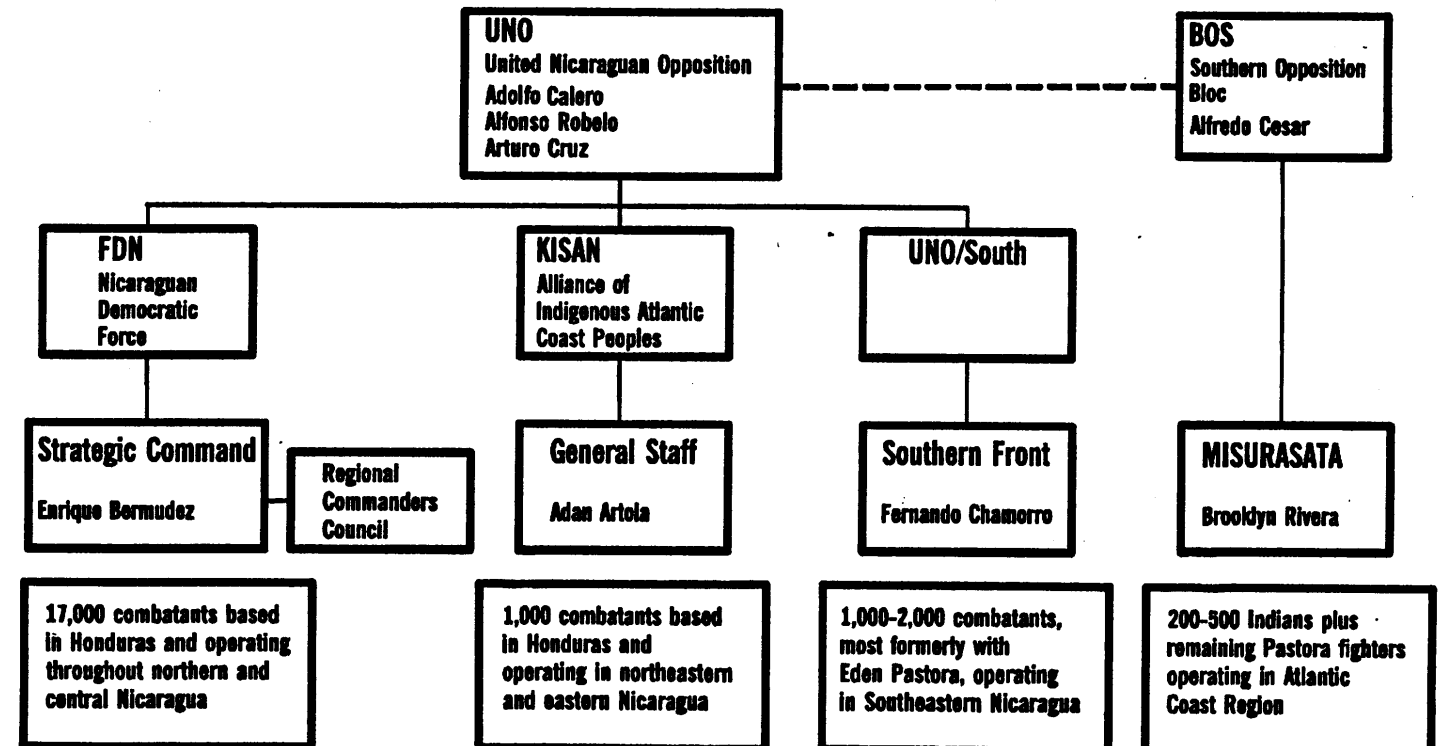 UNO
United Nicaraguan Opposition
Adolfo Calero
Alfonso Robelo
Arturo Cruz
BOS
Southern Opposition
Bloc
Alfredo Cesar
FDN
Nicaraguan
Democratic
Force
KISAN
Alliance of
Indigenous Atlantic
Coast Peoples
UNO/South
Strategic Command
Enrique Bermudez
Regional
Commanders
Council
General Staff
Adan Artola
Southern Front
Fernando Chamorro
MISURASATA
Brooklyn Rivera
17,000 combatants based
in Honduras and operating
throughout northern and
central Nicaragua
1,000 combatants based
in Honduras and
operating in northeastern
and eastern Nicaragua
1,000-2,000 combatants,
most formerly with
Eden Pastora, operating
in Southeastern Nicaragua
200-500 Indians plus
remaining Pastora fighters
operating in Atlantic
Coast Region